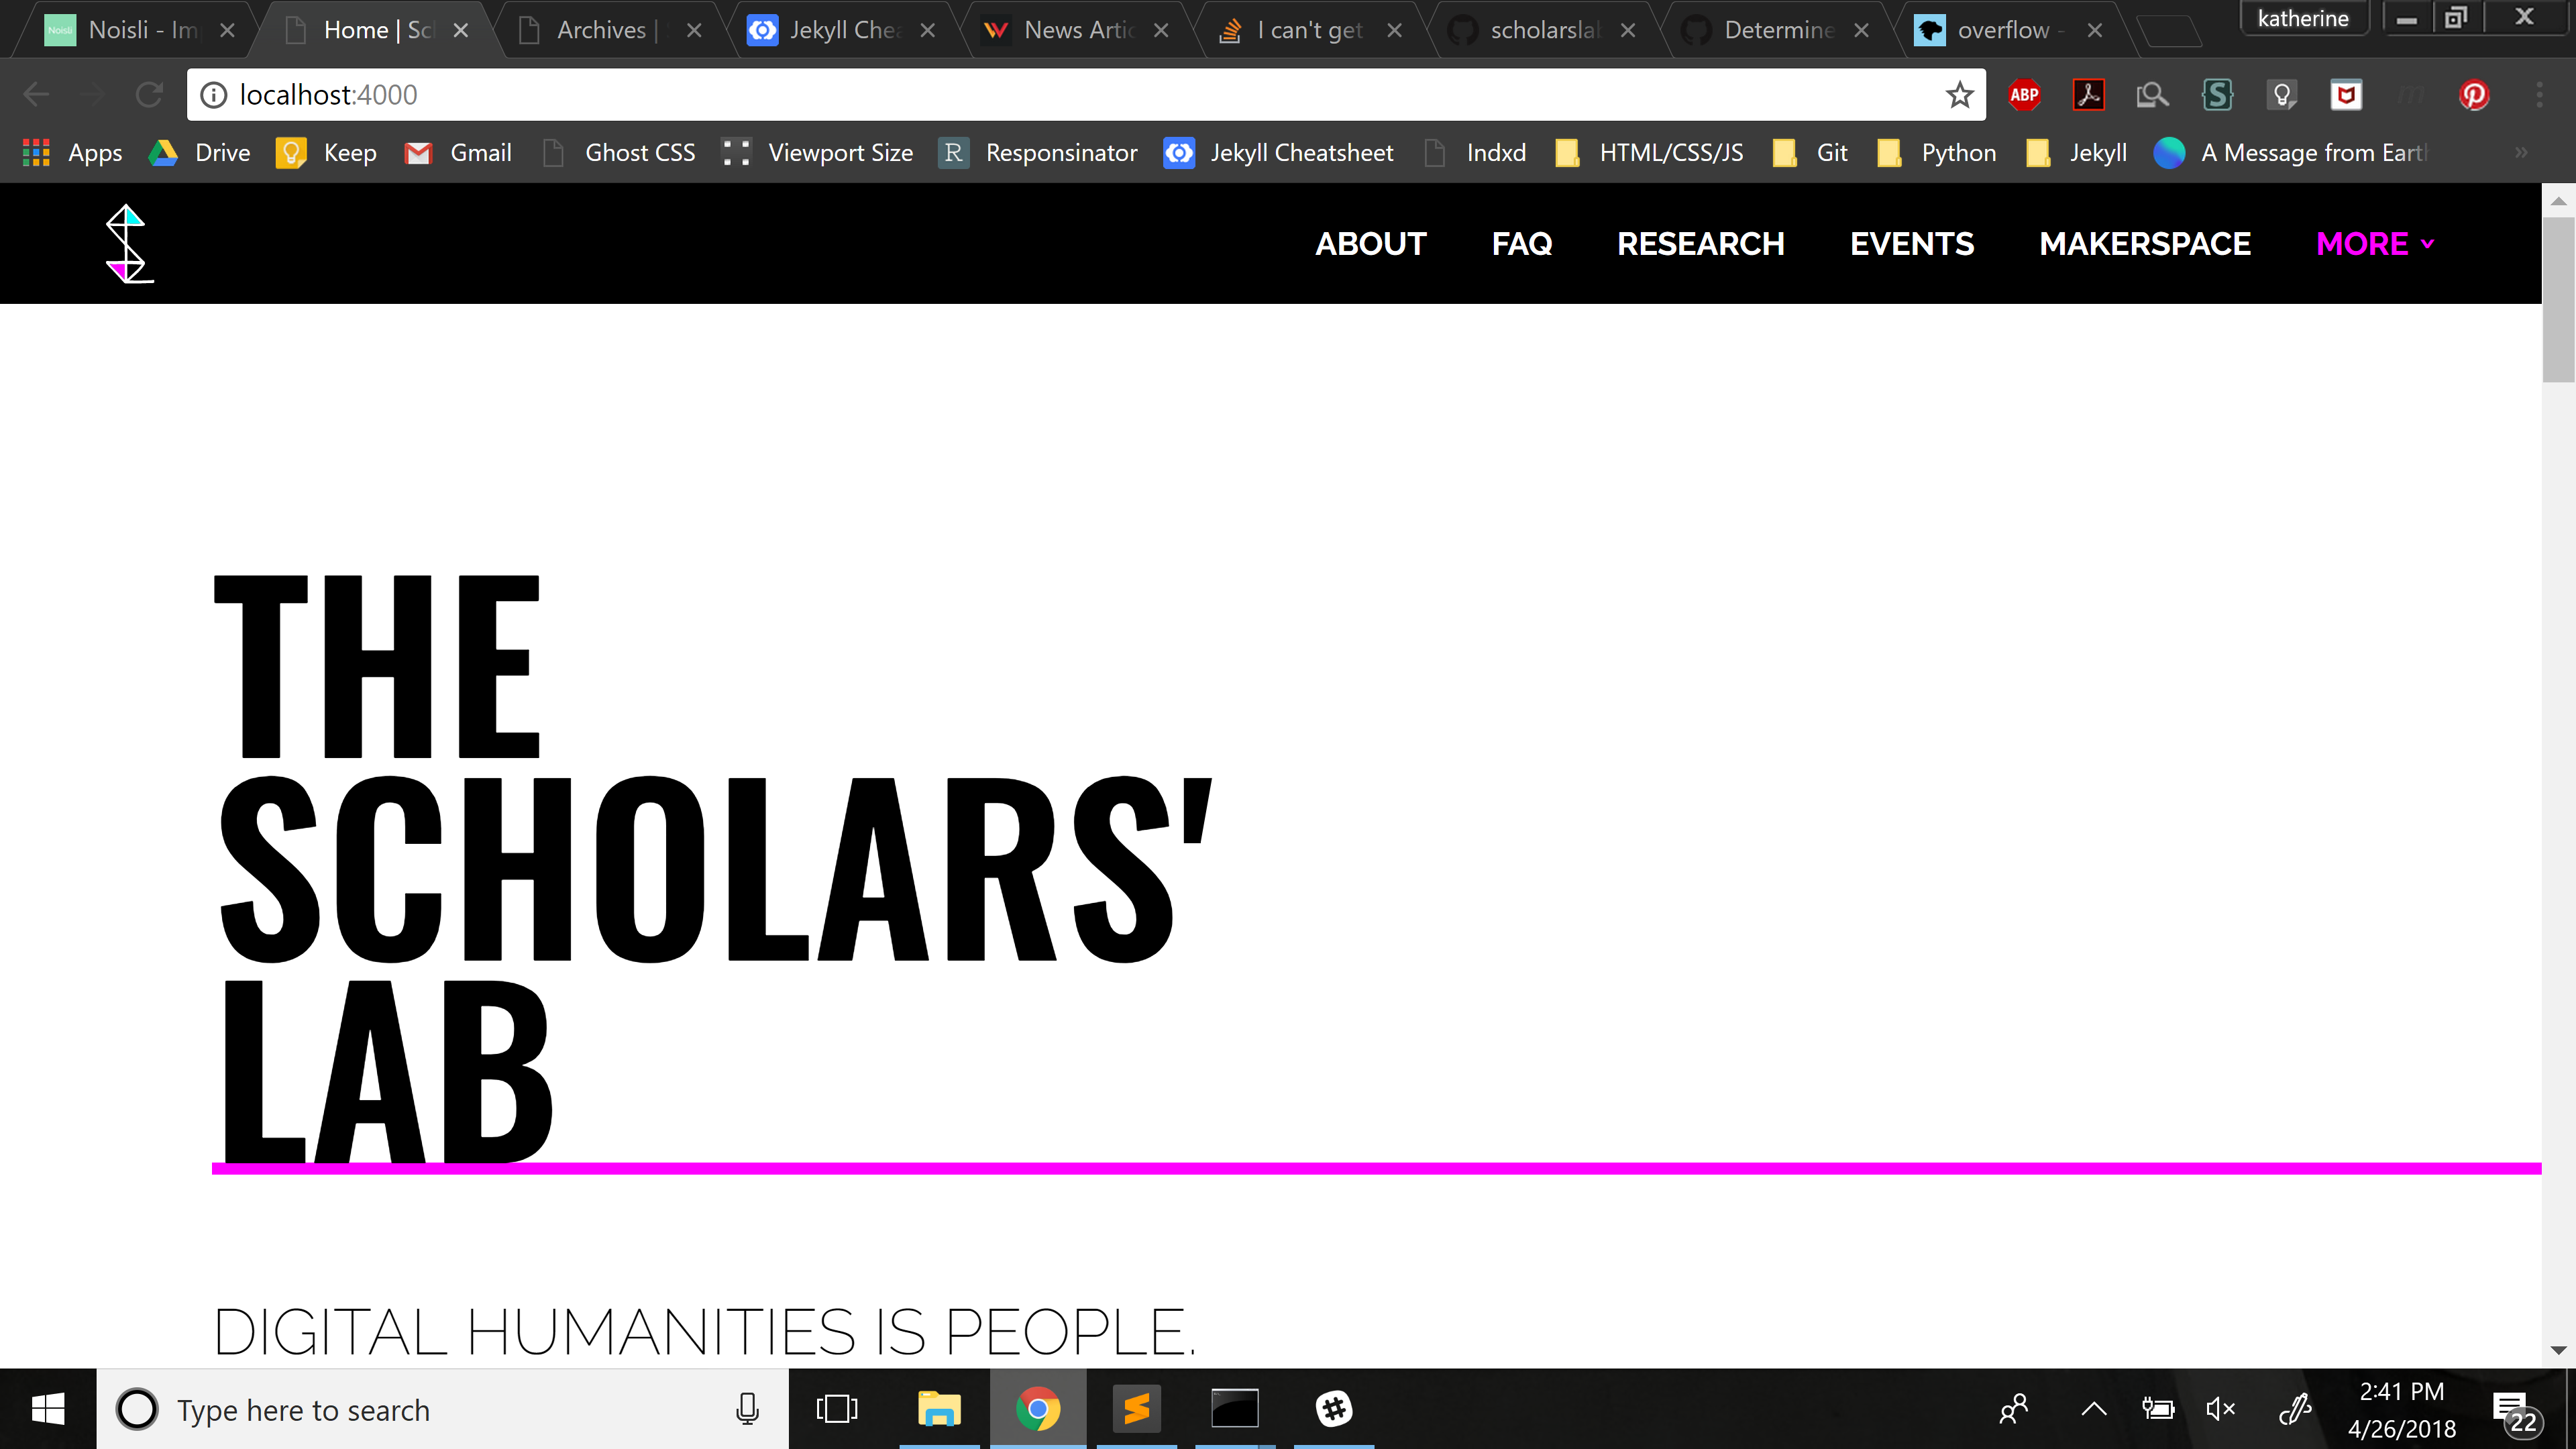 Noisli - Im
Home | Sc
Archives |
Jekyll Chea
News Artic
I can't get
scholarslab
Determine
overflow -
katherine
localhost:4000
ABP
Apps
Drive
Keep
Gmail
Ghost CSS
Viewport Size
R
Responsinator
Jekyll Cheatsheet
Indxd
HTML/CSS/JS
Git
Python
Jekyll
A Message from Eart
»
ABOUT
FAQ
RESEARCH
EVENTS
MAKERSPACE
MORE
THE
SCHOLARS'
LAB
DIGITAL HUMANITIES IS PEOPLE.
Type here to search
2:41 PM
4/26/2018
22